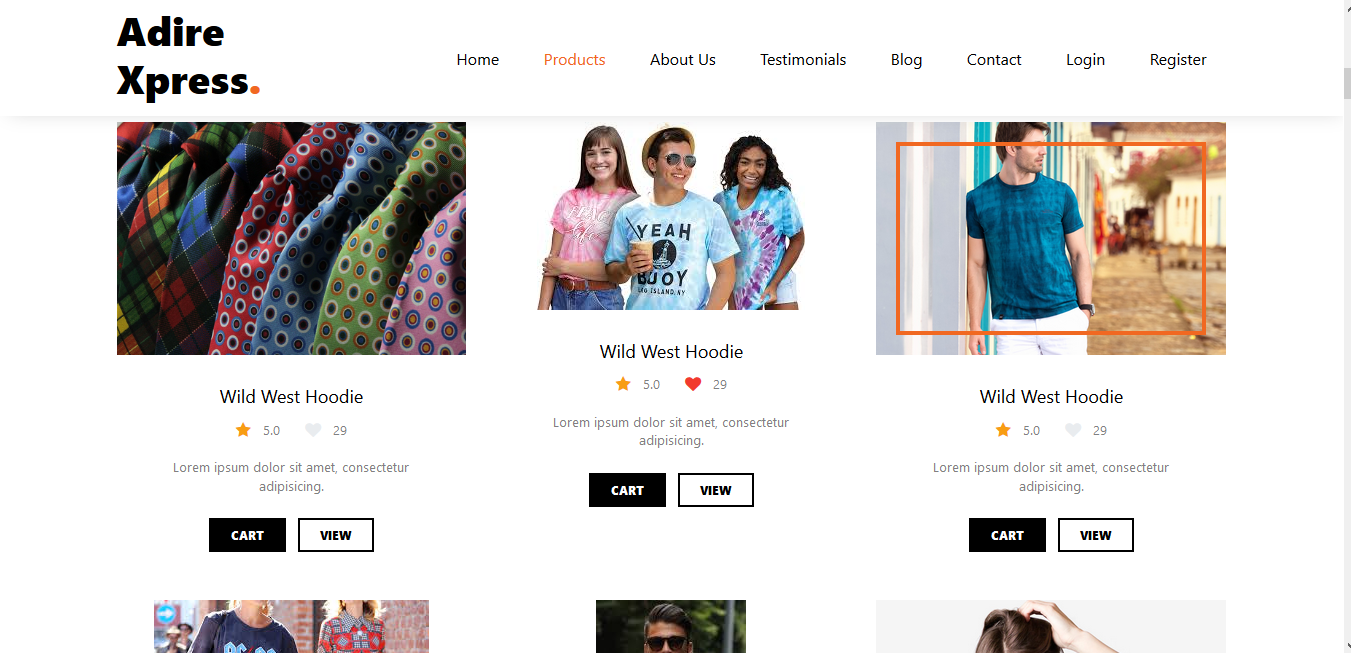 Adire
Xpress.
Home Products About Us Testimonials Blog Contact Login Register
YEAH
BUOY
LONG ISLAND, NY
Wild West Hoodie
5.0 29
Lorem ipsum dolor sit amet, consectetur
adipisicing.
CART VIEW
Wild West Hoodie
5.0 29
Lorem ipsum dolor sit amet, consectetur
adipisicing.
CART VIEW
Wild West Hoodie
5.0 29
Lorem ipsum dolor sit amet, consectetur
adipisicing.
CART VIEW